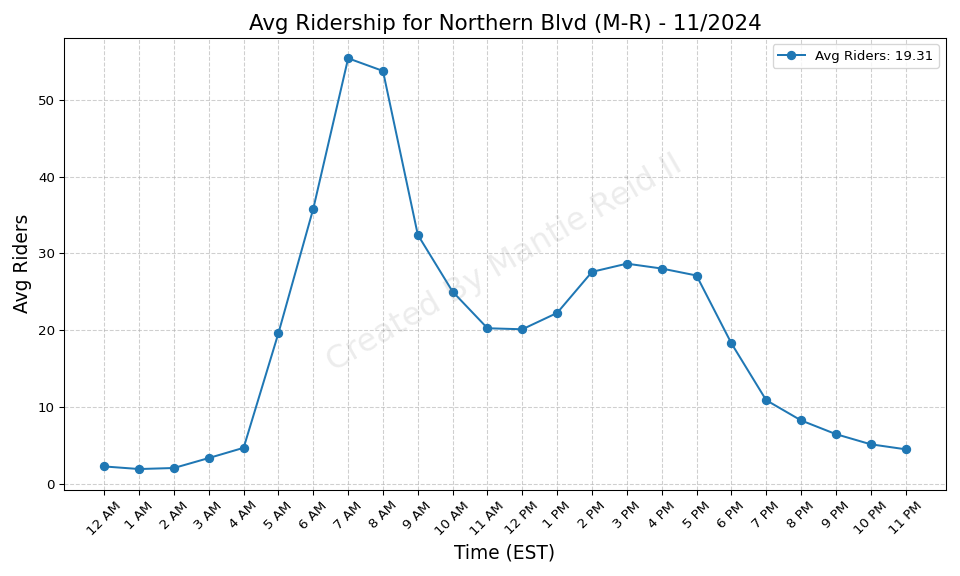 Avg Ridership for Northern Blvd (M-R) - 11/2024
Avg Riders: 19.31
Avg Riders
50
40
30
20
10
0
Created By Mantie Reid II
12 AM
1 AM
2 AM
3 AM
4 AM
5 AM
6 AM
7 AM
8 AM
9 AM
10 AM
11 AM
12 PM
1 PM
2 PM
3 PM
4 PM
5 PM
6 PM
7 PM
8 PM
9 PM
10 PM
11 PM
Time (EST)